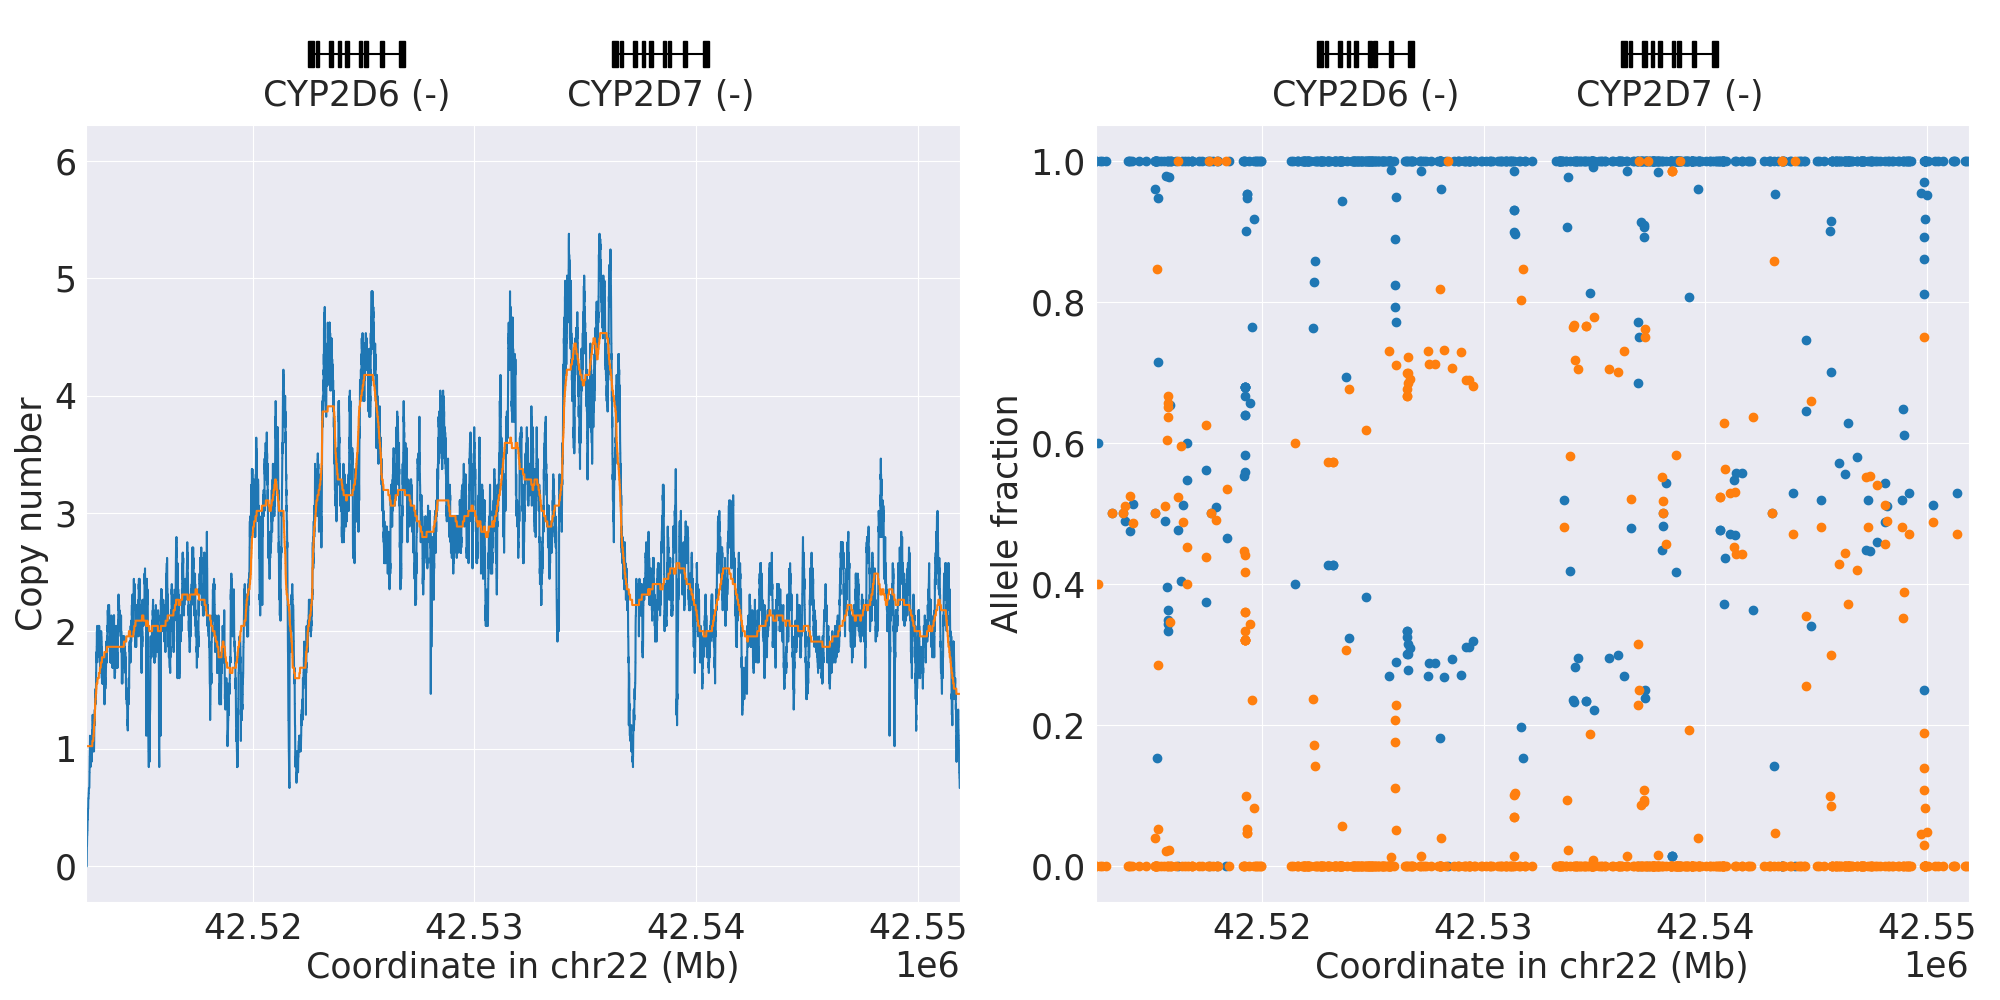 CYP2D6 (-) CYP2D7 (-)
6
5
4
3
2
1
0
Copy number
42.52 42.53 42.54 42.55
1e6
Coordinate in chr22 (Mb)
CYP2D6 (-) CYP2D7 (-)
1.0
0.8
0.6
0.4
0.2
0.0
Allele fraction
42.52 42.53 42.54 42.55
1e6
Coordinate in chr22 (Mb)